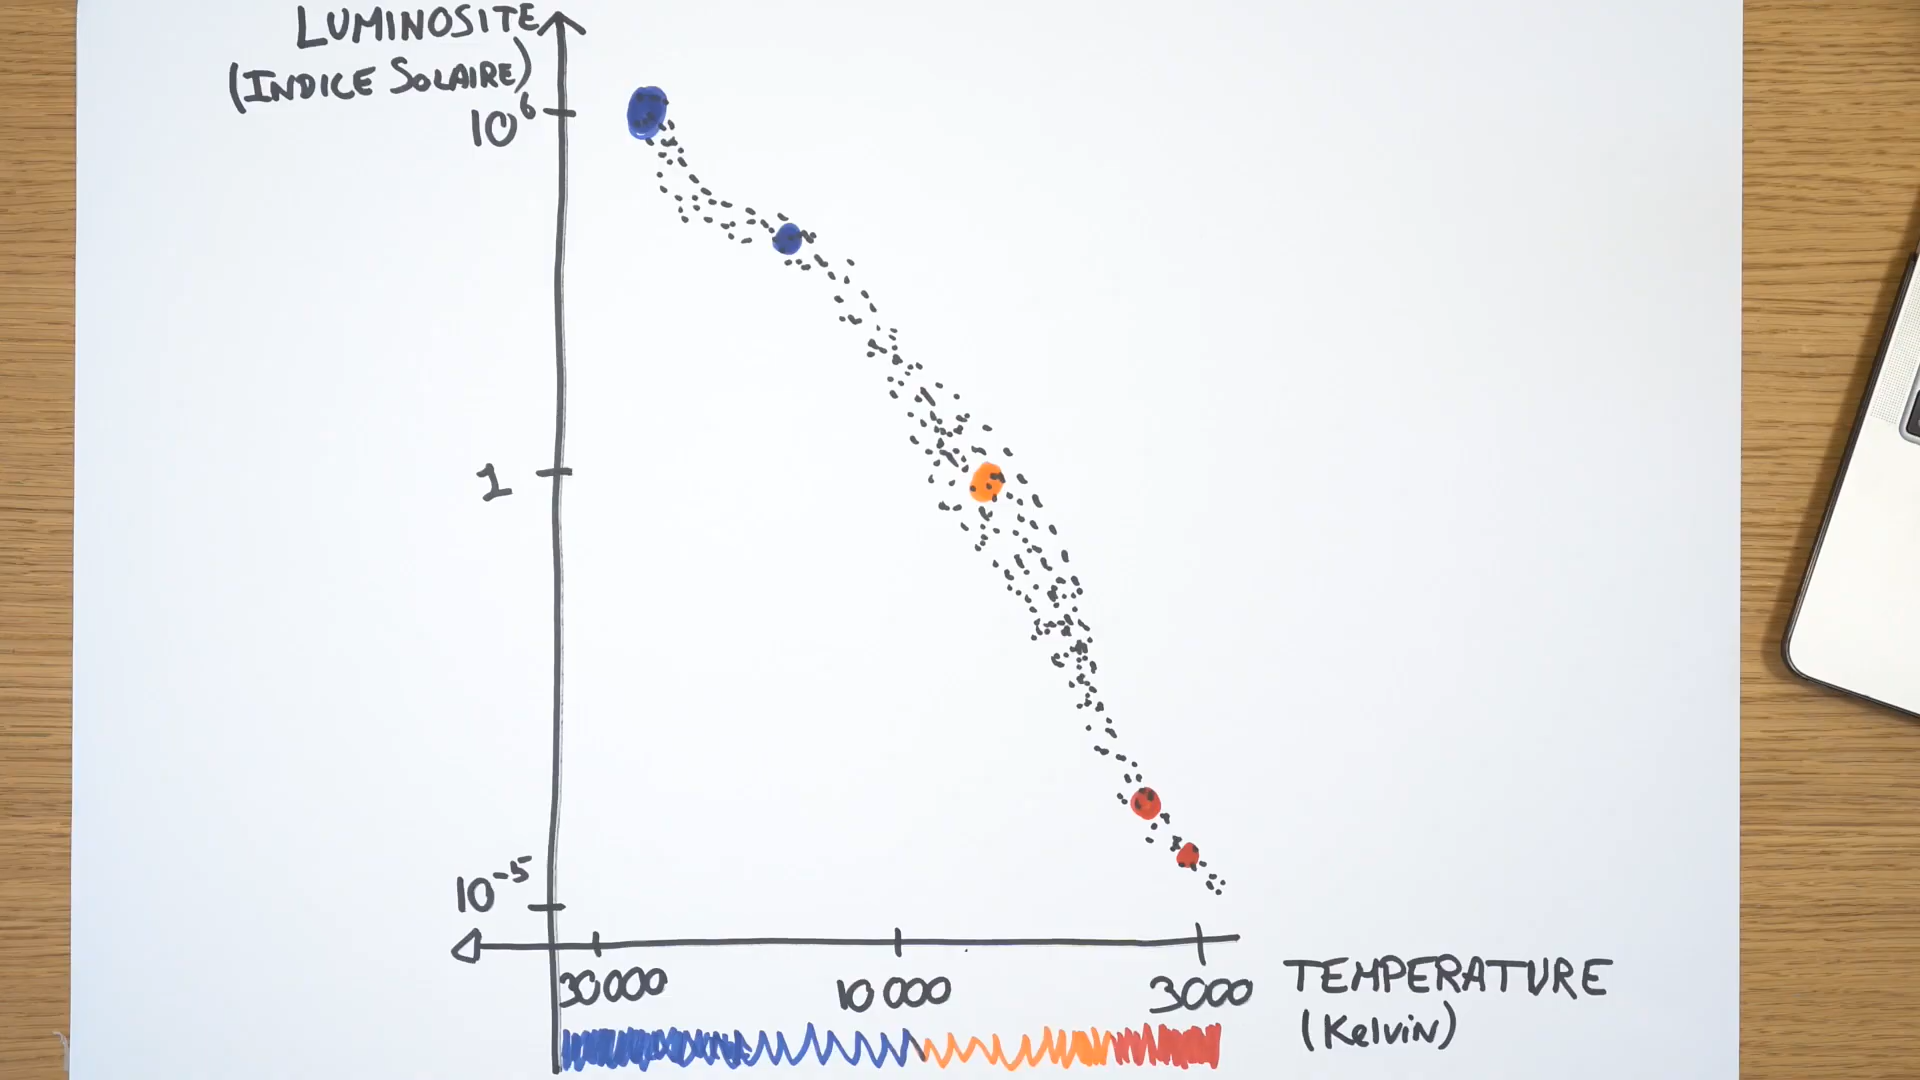 LUMINOSITE
(INDICE SOLAIRE)
10⁶
1
10⁻⁵
30000
10 000
3000
TEMPERATURE
(Kelvin)